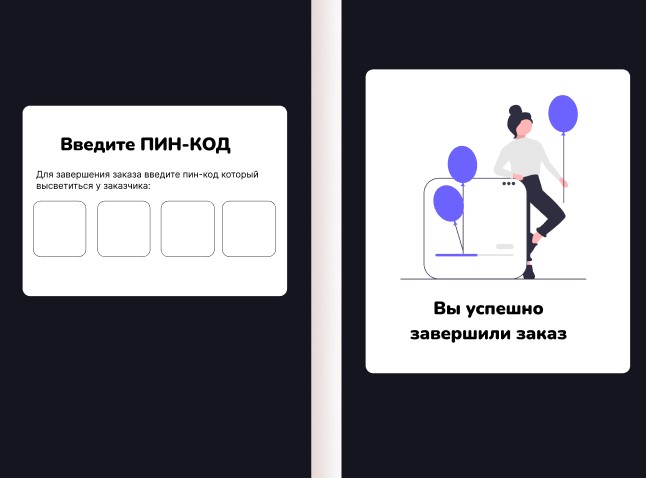 Введите ПИН-КОД
Для завершения заказа введите пин-код который
высветиться у заказчика:
Вы успешно
завершили заказ